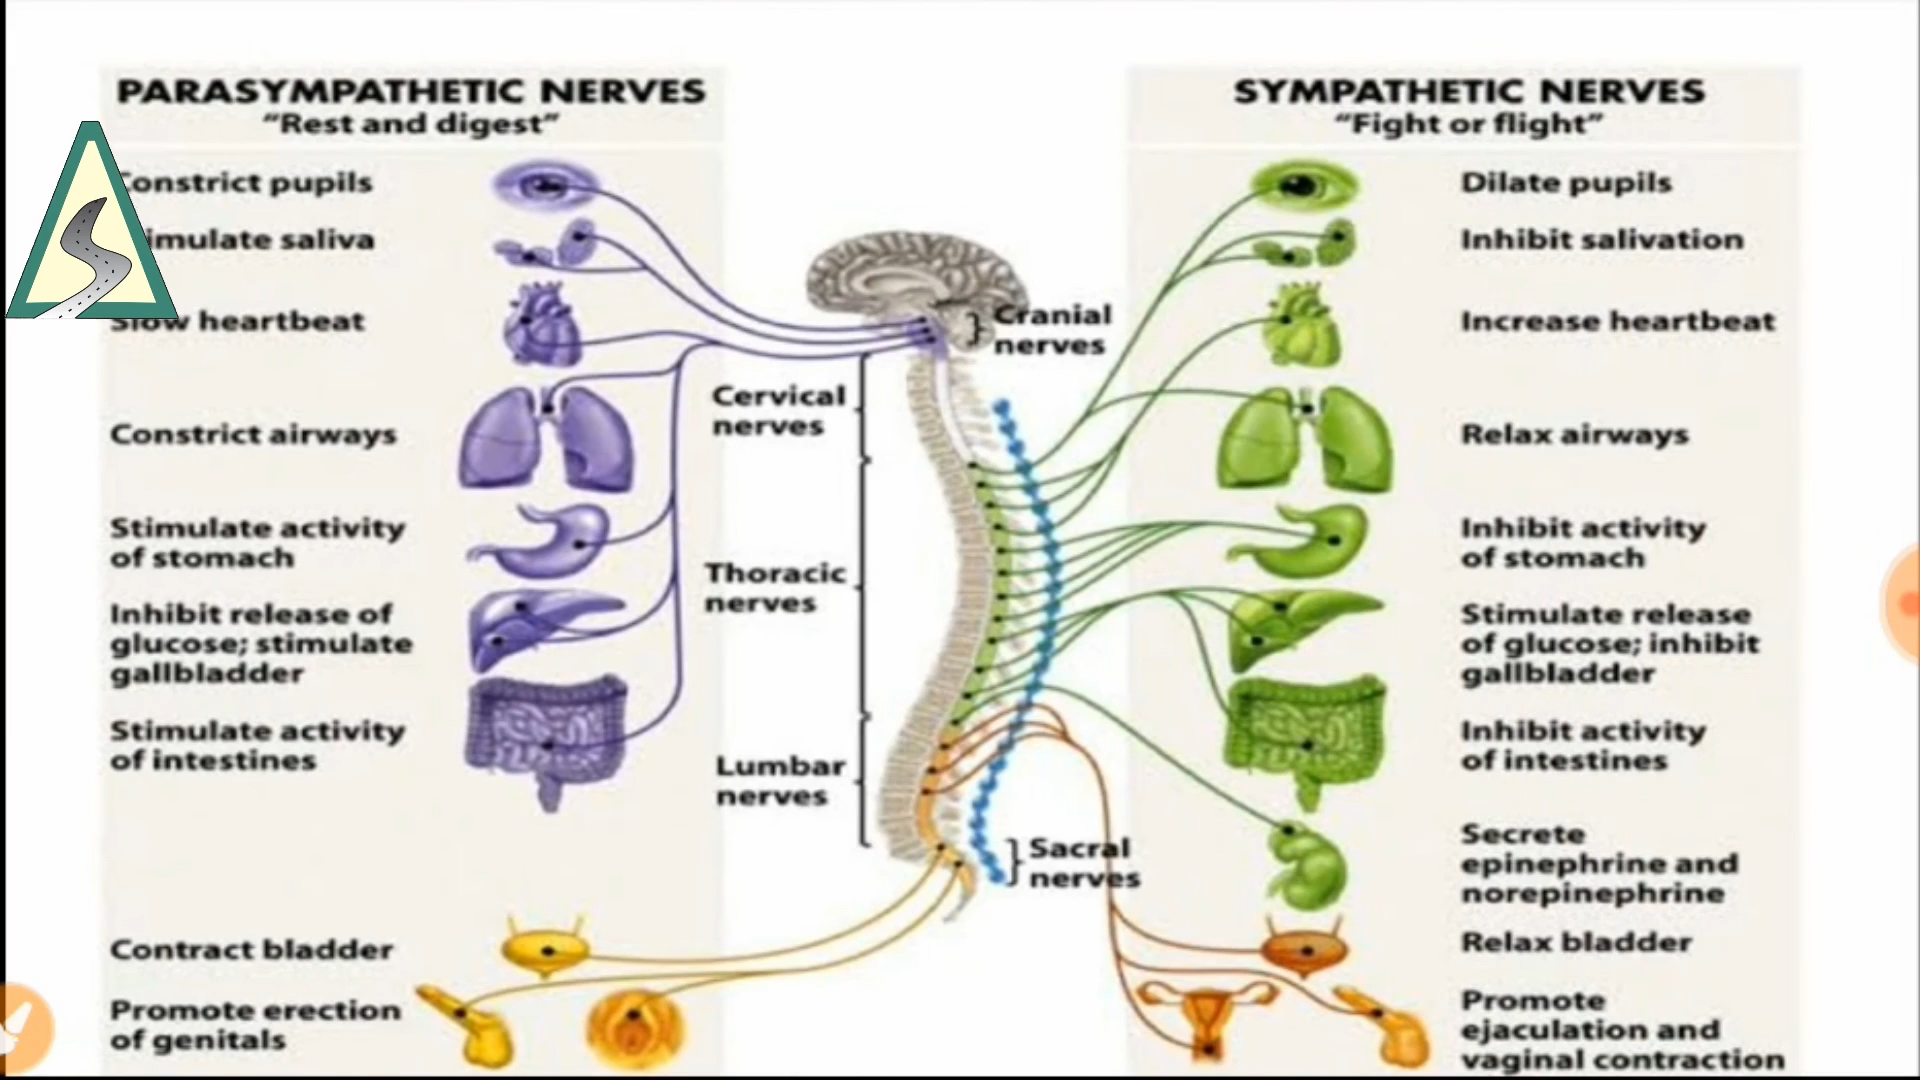 PARASYMPATHETIC NERVES
"Rest and digest"
Constrict pupils
imulate saliva
Slow heartbeat
Constrict airways
Stimulate activity
of stomach
Inhibit release of
glucose; stimulate
gallbladder
Stimulate activity
of intestines
Contract bladder
Promote erection
of genitals
Cranial
nerves
Cervical
nerves
Thoracic
nerves
Lumbar
nerves
Sacral
nerves
SYMPATHETIC NERVES
"Fight or flight"
Dilate pupils
Inhibit salivation
Increase heartbeat
Relax airways
Inhibit activity
of stomach
Stimulate release
of glucose; inhibit
gallbladder
Inhibit activity
of intestines
Secrete
epinephrine and
norepinephrine
Relax bladder
Promote
ejaculation and
vaginal contraction